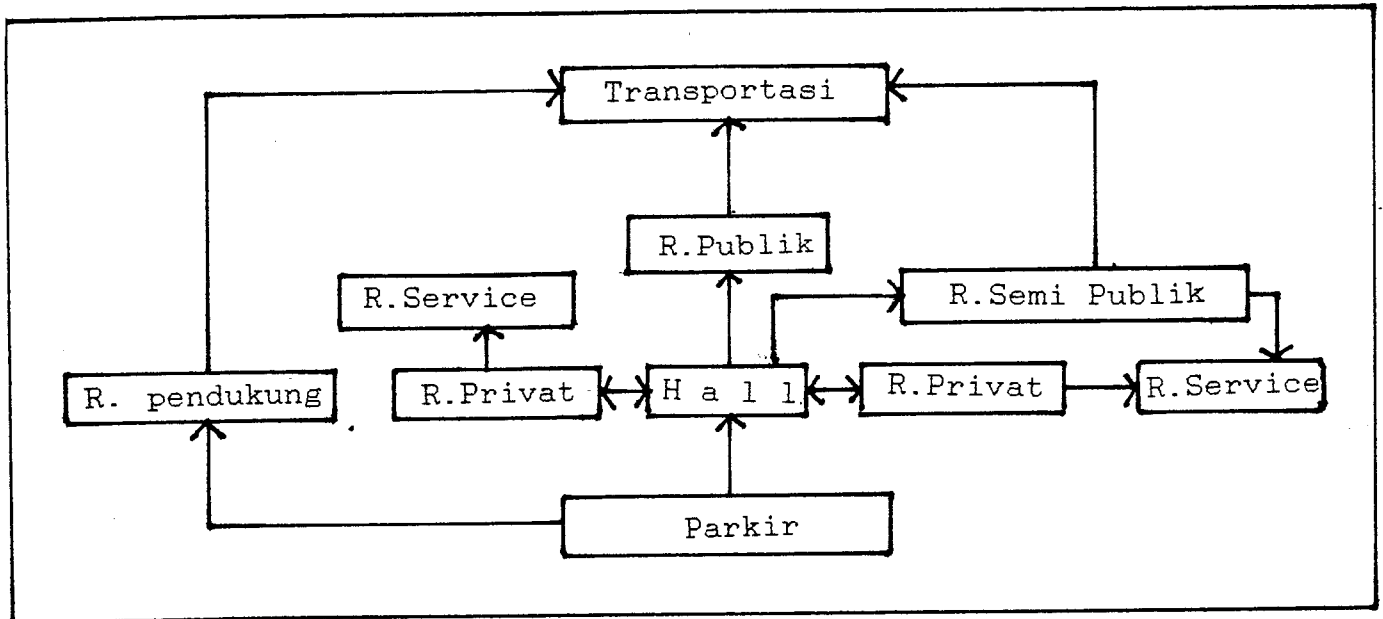 Transportasi
R.Publik
R.Service
R.Semi Publik
R. pendukung
R.Privat
H a l l
R.Privat
R.Service
Parkir